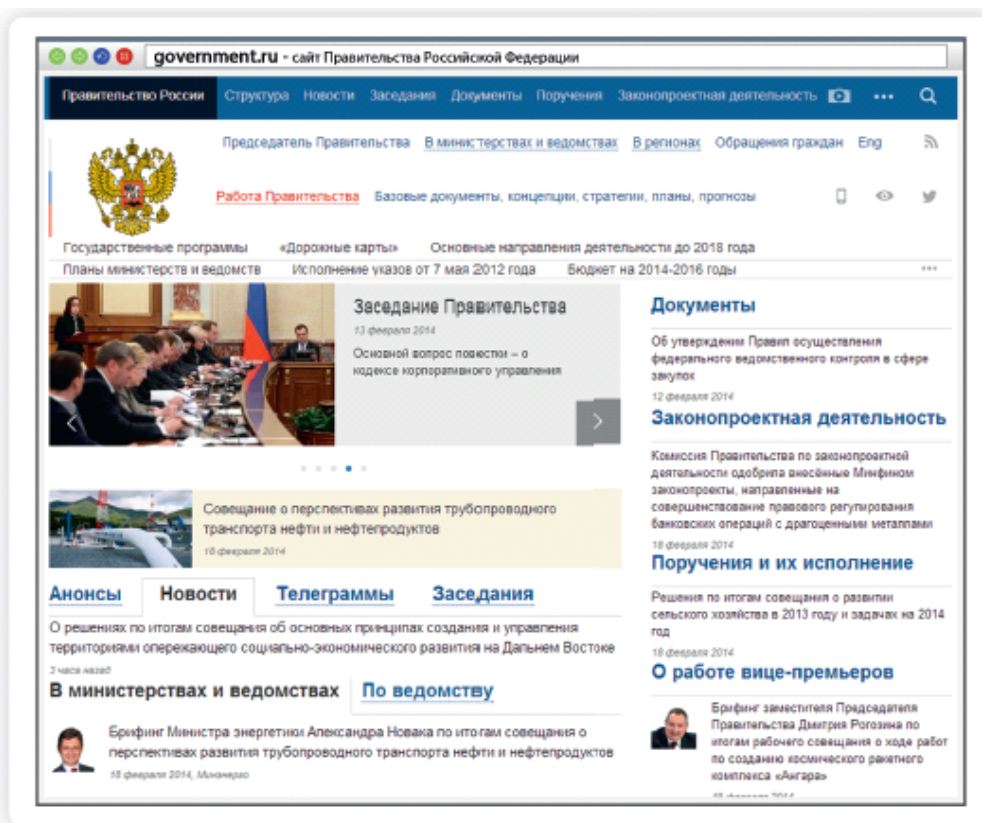 government.ru - сайт Правительства Российской Федерации
Правительство России Структура Новости Заседания Документы Поручения Законопроектная деятельность
Председатель Правительства В министерствах и ведомствах В регионах Обращения граждан Eng
Работа Правительства Базовые документы, концепции, стратегии, планы, прогнозы
Государственные программы «Дорожные карты» Основные направления деятельности до 2018 года
Планы министерств и ведомств Исполнение указов от 7 мая 2012 года Бюджет на 2014-2016 годы
Заседание Правительства
13 февраля 2014
Основной вопрос повестки – о
кодексе корпоративного управления
Совещание о перспективах развития трубопроводного
транспорта нефти и нефтепродуктов
18 февраля 2014
Анонсы Новости Телеграммы Заседания
О решениях по итогам совещания об основных принципах создания и управления
территориями опережающего социально-экономического развития на Дальнем Востоке
3 часа назад
В министерствах и ведомствах По ведомству
Брифинг Министра энергетики Александра Новака по итогам совещания о
перспективах развития трубопроводного транспорта нефти и нефтепродуктов
18 февраля 2014, Минэнерго
Документы
Об утверждении Правил осуществления
федерального ведомственного контроля в сфере
закупок
12 февраля 2014
Законопроектная деятельность
Комиссия Правительства по законопроектной
деятельности одобрила внесённые Минфином
законопроекты, направленные на
совершенствование правового регулирования
банковских операций с драгоценными металлами
18 февраля 2014
Поручения и их исполнение
Решения по итогам совещания о развитии
сельского хозяйства в 2013 году и задачах на 2014
год
18 февраля 2014
О работе вице-премьеров
Брифинг заместителя Председателя
Правительства Дмитрия Рогозина по
итогам рабочего совещания о ходе работ
по созданию космического ракетного
комплекса «Ангара»